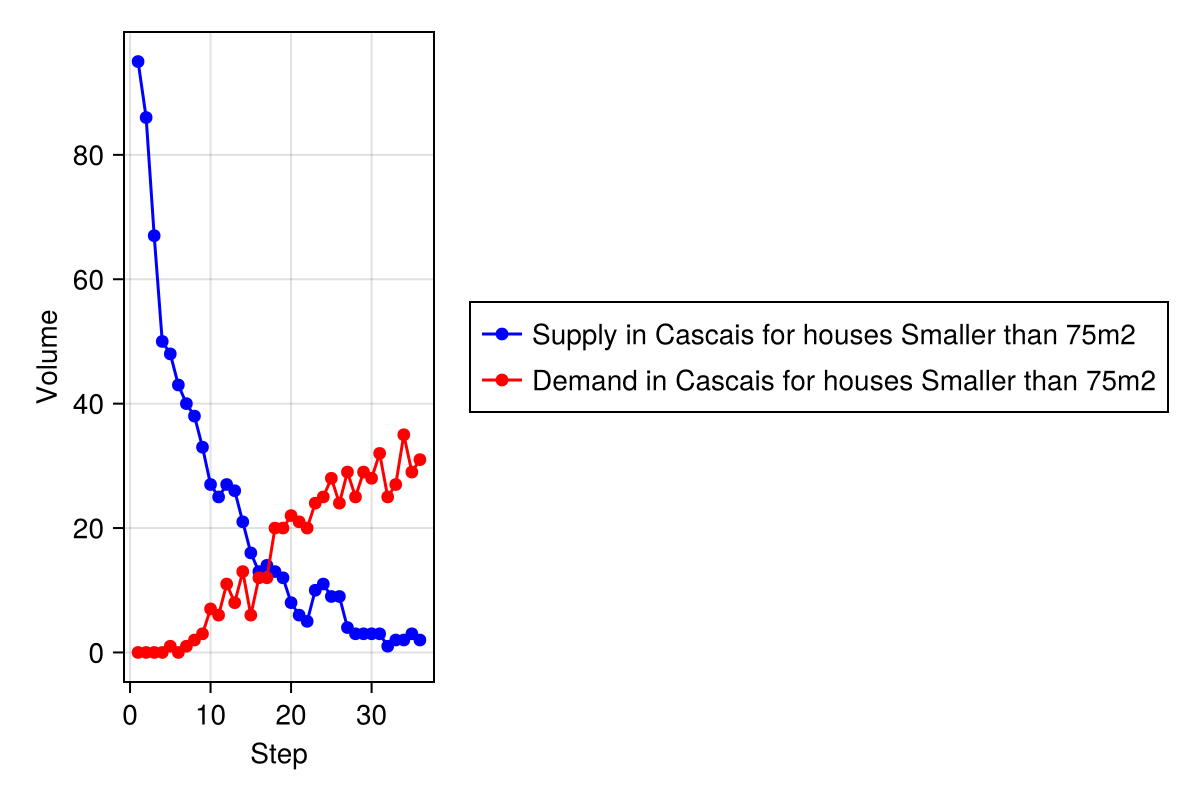 80
60
40
20
0
Volume
0 10 20 30
Step
Supply in Cascais for houses Smaller than 75m2
Demand in Cascais for houses Smaller than 75m2